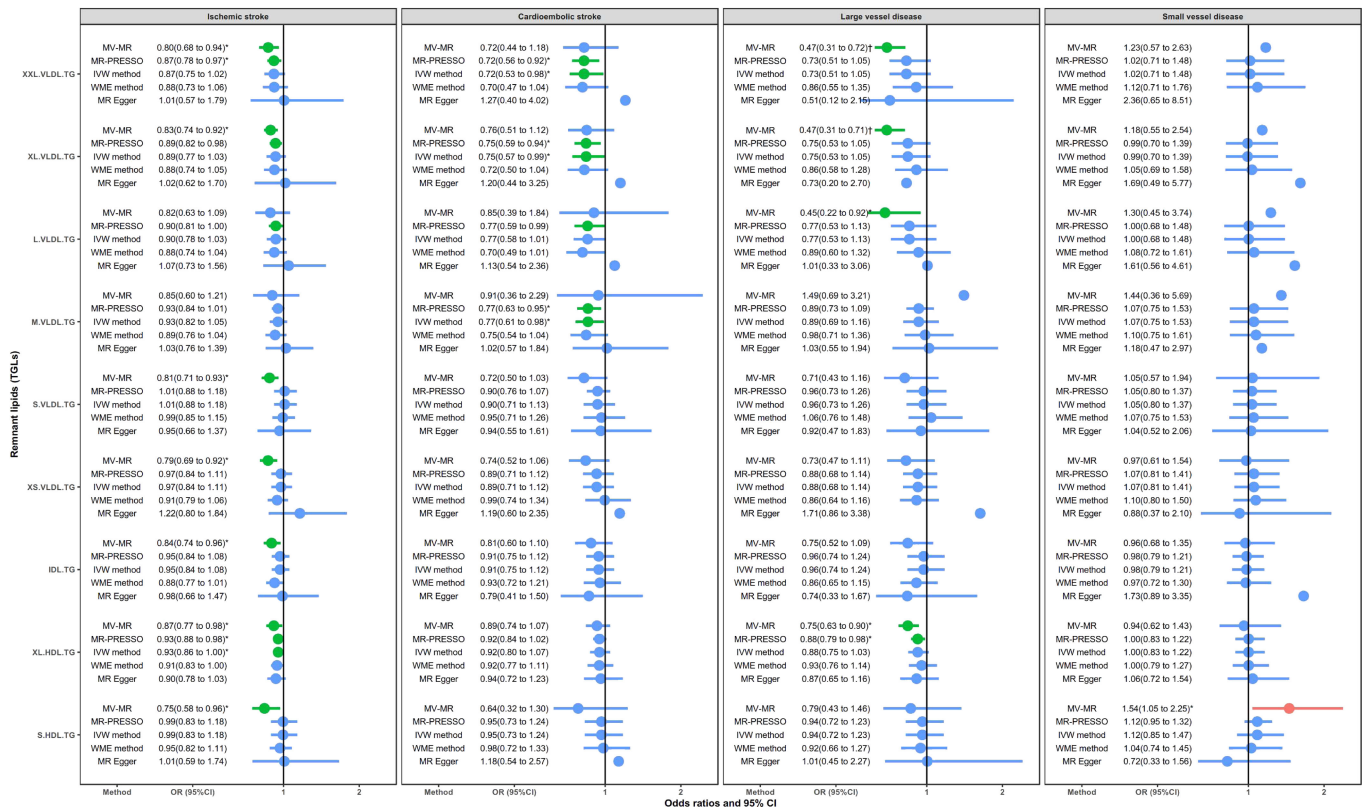 Ischemic stroke Cardioembolic stroke Large vessel disease Small vessel disease
Remnant lipids (TGLs)
XXL.VLDL.TG
MV-MR 0.80(0.68 to 0.94)* MV-MR 0.72(0.44 to 1.18) MV-MR 0.47(0.31 to 0.72)† MV-MR 1.23(0.57 to 2.63)
MR-PRESSO 0.87(0.78 to 0.97)* MR-PRESSO 0.72(0.56 to 0.92)* MR-PRESSO 0.73(0.51 to 1.05) MR-PRESSO 1.02(0.71 to 1.48)
IVW method 0.87(0.75 to 1.02) IVW method 0.72(0.53 to 0.98)* IVW method 0.73(0.51 to 1.05) IVW method 1.02(0.71 to 1.48)
WME method 0.88(0.73 to 1.06) WME method 0.70(0.47 to 1.04) WME method 0.86(0.55 to 1.35) WME method 1.12(0.71 to 1.76)
MR Egger 1.01(0.57 to 1.79) MR Egger 1.27(0.40 to 4.02) MR Egger 0.51(0.12 to 2.15) MR Egger 2.36(0.65 to 8.51)
XL.VLDL.TG
MV-MR 0.83(0.74 to 0.92)* MV-MR 0.76(0.51 to 1.12) MV-MR 0.47(0.31 to 0.71)† MV-MR 1.18(0.55 to 2.54)
MR-PRESSO 0.89(0.82 to 0.98) MR-PRESSO 0.75(0.59 to 0.94)* MR-PRESSO 0.75(0.53 to 1.05) MR-PRESSO 0.99(0.70 to 1.39)
IVW method 0.89(0.77 to 1.03) IVW method 0.75(0.57 to 0.99)* IVW method 0.75(0.53 to 1.05) IVW method 0.99(0.70 to 1.39)
WME method 0.88(0.74 to 1.05) WME method 0.72(0.50 to 1.04) WME method 0.86(0.58 to 1.28) WME method 1.05(0.69 to 1.58)
MR Egger 1.02(0.62 to 1.70) MR Egger 1.20(0.44 to 3.25) MR Egger 0.73(0.20 to 2.70) MR Egger 1.69(0.49 to 5.77)
L.VLDL.TG
MV-MR 0.82(0.63 to 1.09) MV-MR 0.85(0.39 to 1.84) MV-MR 0.45(0.22 to 0.92)* MV-MR 1.30(0.45 to 3.74)
MR-PRESSO 0.90(0.81 to 1.00) MR-PRESSO 0.77(0.59 to 0.99) MR-PRESSO 0.77(0.53 to 1.13) MR-PRESSO 1.00(0.68 to 1.48)
IVW method 0.90(0.78 to 1.03) IVW method 0.77(0.58 to 1.01) IVW method 0.77(0.53 to 1.13) IVW method 1.00(0.68 to 1.48)
WME method 0.88(0.74 to 1.04) WME method 0.70(0.49 to 1.01) WME method 0.89(0.60 to 1.32) WME method 1.08(0.72 to 1.61)
MR Egger 1.07(0.73 to 1.56) MR Egger 1.13(0.54 to 2.36) MR Egger 1.01(0.33 to 3.06) MR Egger 1.61(0.56 to 4.61)
M.VLDL.TG
MV-MR 0.85(0.60 to 1.21) MV-MR 0.91(0.36 to 2.29) MV-MR 1.49(0.69 to 3.21) MV-MR 1.44(0.36 to 5.69)
MR-PRESSO 0.93(0.84 to 1.01) MR-PRESSO 0.77(0.63 to 0.95)* MR-PRESSO 0.89(0.73 to 1.09) MR-PRESSO 1.07(0.75 to 1.53)
IVW method 0.93(0.82 to 1.05) IVW method 0.77(0.61 to 0.98)* IVW method 0.89(0.69 to 1.16) IVW method 1.07(0.75 to 1.53)
WME method 0.89(0.76 to 1.04) WME method 0.75(0.54 to 1.04) WME method 0.98(0.71 to 1.36) WME method 1.10(0.75 to 1.61)
MR Egger 1.03(0.76 to 1.39) MR Egger 1.02(0.57 to 1.84) MR Egger 1.03(0.55 to 1.94) MR Egger 1.18(0.47 to 2.97)
S.VLDL.TG
MV-MR 0.81(0.71 to 0.93)* MV-MR 0.72(0.50 to 1.03) MV-MR 0.71(0.43 to 1.16) MV-MR 1.05(0.57 to 1.94)
MR-PRESSO 1.01(0.88 to 1.18) MR-PRESSO 0.90(0.76 to 1.07) MR-PRESSO 0.96(0.73 to 1.26) MR-PRESSO 1.05(0.80 to 1.37)
IVW method 1.01(0.88 to 1.18) IVW method 0.90(0.71 to 1.13) IVW method 0.96(0.73 to 1.26) IVW method 1.05(0.80 to 1.37)
WME method 0.99(0.85 to 1.15) WME method 0.95(0.71 to 1.26) WME method 1.06(0.76 to 1.48) WME method 1.07(0.75 to 1.53)
MR Egger 0.95(0.66 to 1.37) MR Egger 0.94(0.55 to 1.61) MR Egger 0.92(0.47 to 1.83) MR Egger 1.04(0.52 to 2.06)
XS.VLDL.TG
MV-MR 0.79(0.69 to 0.92)* MV-MR 0.74(0.52 to 1.06) MV-MR 0.73(0.47 to 1.11) MV-MR 0.97(0.61 to 1.54)
MR-PRESSO 0.97(0.84 to 1.11) MR-PRESSO 0.89(0.71 to 1.12) MR-PRESSO 0.88(0.68 to 1.14) MR-PRESSO 1.07(0.81 to 1.41)
IVW method 0.97(0.84 to 1.11) IVW method 0.89(0.71 to 1.12) IVW method 0.88(0.68 to 1.14) IVW method 1.07(0.81 to 1.41)
WME method 0.91(0.79 to 1.06) WME method 0.99(0.74 to 1.34) WME method 0.86(0.64 to 1.16) WME method 1.10(0.80 to 1.50)
MR Egger 1.22(0.80 to 1.84) MR Egger 1.19(0.60 to 2.35) MR Egger 1.71(0.86 to 3.38) MR Egger 0.88(0.37 to 2.10)
IDL.TG
MV-MR 0.84(0.74 to 0.96)* MV-MR 0.81(0.60 to 1.10) MV-MR 0.75(0.52 to 1.09) MV-MR 0.96(0.68 to 1.35)
MR-PRESSO 0.95(0.84 to 1.08) MR-PRESSO 0.91(0.75 to 1.12) MR-PRESSO 0.96(0.74 to 1.24) MR-PRESSO 0.98(0.79 to 1.21)
IVW method 0.95(0.84 to 1.08) IVW method 0.91(0.75 to 1.12) IVW method 0.96(0.74 to 1.24) IVW method 0.98(0.79 to 1.21)
WME method 0.88(0.77 to 1.01) WME method 0.93(0.72 to 1.21) WME method 0.86(0.65 to 1.15) WME method 0.97(0.72 to 1.30)
MR Egger 0.98(0.66 to 1.47) MR Egger 0.79(0.41 to 1.50) MR Egger 0.74(0.33 to 1.67) MR Egger 1.73(0.89 to 3.35)
XL.HDL.TG
MV-MR 0.87(0.77 to 0.98)* MV-MR 0.89(0.74 to 1.07) MV-MR 0.75(0.63 to 0.90)* MV-MR 0.94(0.62 to 1.43)
MR-PRESSO 0.93(0.88 to 0.98)* MR-PRESSO 0.92(0.84 to 1.02) MR-PRESSO 0.88(0.79 to 0.98)* MR-PRESSO 1.00(0.83 to 1.22)
IVW method 0.93(0.86 to 1.00)* IVW method 0.92(0.80 to 1.07) IVW method 0.88(0.75 to 1.03) IVW method 1.00(0.83 to 1.22)
WME method 0.91(0.83 to 1.00) WME method 0.92(0.77 to 1.11) WME method 0.93(0.76 to 1.14) WME method 1.00(0.79 to 1.27)
MR Egger 0.90(0.78 to 1.03) MR Egger 0.94(0.72 to 1.23) MR Egger 0.87(0.65 to 1.16) MR Egger 1.06(0.72 to 1.54)
S.HDL.TG
MV-MR 0.75(0.58 to 0.96)* MV-MR 0.64(0.32 to 1.30) MV-MR 0.79(0.43 to 1.46) MV-MR 1.54(1.05 to 2.25)*
MR-PRESSO 0.99(0.83 to 1.18) MR-PRESSO 0.95(0.73 to 1.24) MR-PRESSO 0.94(0.72 to 1.23) MR-PRESSO 1.12(0.95 to 1.32)
IVW method 0.99(0.83 to 1.18) IVW method 0.95(0.73 to 1.24) IVW method 0.94(0.72 to 1.23) IVW method 1.12(0.85 to 1.47)
WME method 0.95(0.82 to 1.11) WME method 0.98(0.72 to 1.33) WME method 0.92(0.66 to 1.27) WME method 1.04(0.74 to 1.45)
MR Egger 1.01(0.59 to 1.74) MR Egger 1.18(0.54 to 2.57) MR Egger 1.01(0.45 to 2.27) MR Egger 0.72(0.33 to 1.56)
Method OR (95%CI) 1 2 Method OR (95%CI) 1 2 Method OR (95%CI) 1 2 Method OR (95%CI) 1 2
Odds ratios and 95% CI